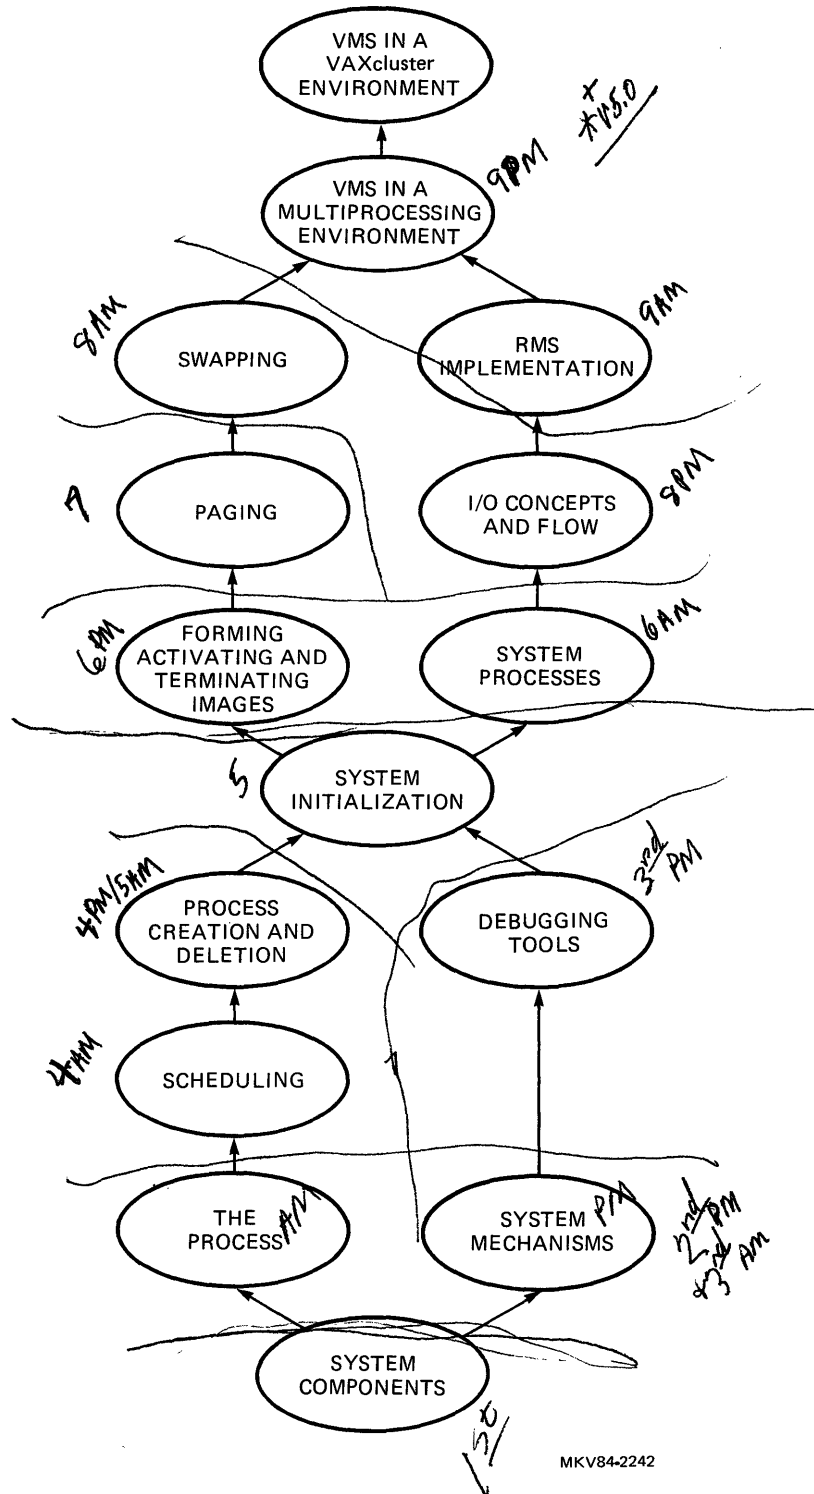 VMS IN A
VAXcluster
ENVIRONMENT
+
*V5.0
9PM
VMS IN A
MULTIPROCESSING
ENVIRONMENT
8AM
9AM
SWAPPING
RMS
IMPLEMENTATION
7
PAGING
8PM
I/O CONCEPTS
AND FLOW
6PM
FORMING
ACTIVATING AND
TERMINATING
IMAGES
6AM
SYSTEM
PROCESSES
5
SYSTEM
INITIALIZATION
4PM/5AM
PROCESS
CREATION AND
DELETION
3rd
PM
DEBUGGING
TOOLS
4AM
SCHEDULING
THE
PROCESS
AM
SYSTEM
MECHANISMS
PM
2nd
PM
+3rd
AM
SYSTEM
COMPONENTS
1st
MKV84-2242